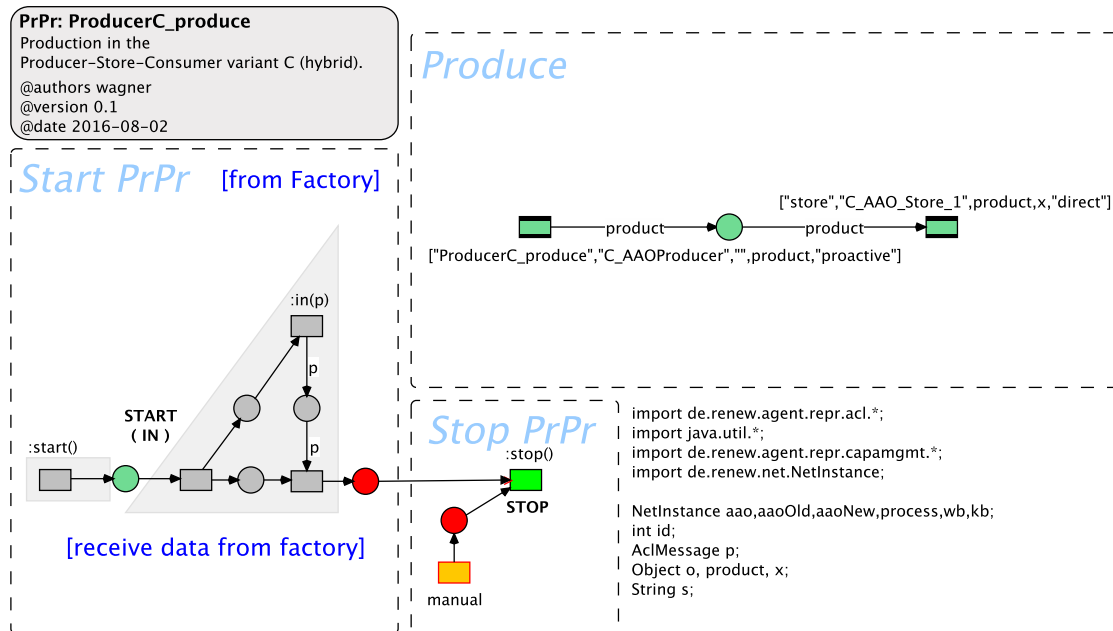 PrPr: ProducerC_produce
Production in the
Producer-Store-Consumer variant C (hybrid).
@authors wagner
@version 0.1
@date 2016-08-02
Start PrPr
[from Factory]
:in(p)
p
START
( IN )
p
:start()
[receive data from factory]
Produce
["store","C_AAO_Store_1",product,x,"direct"]
product
product
["ProducerC_produce","C_AAOProducer","",product,"proactive"]
Stop PrPr
:stop()
STOP
manual
import de.renew.agent.repr.acl.*;
import java.util.*;
import de.renew.agent.repr.capamgmt.*;
import de.renew.net.NetInstance;
NetInstance aao,aaoOld,aaoNew,process,wb,kb;
int id;
AclMessage p;
Object o, product, x;
String s;